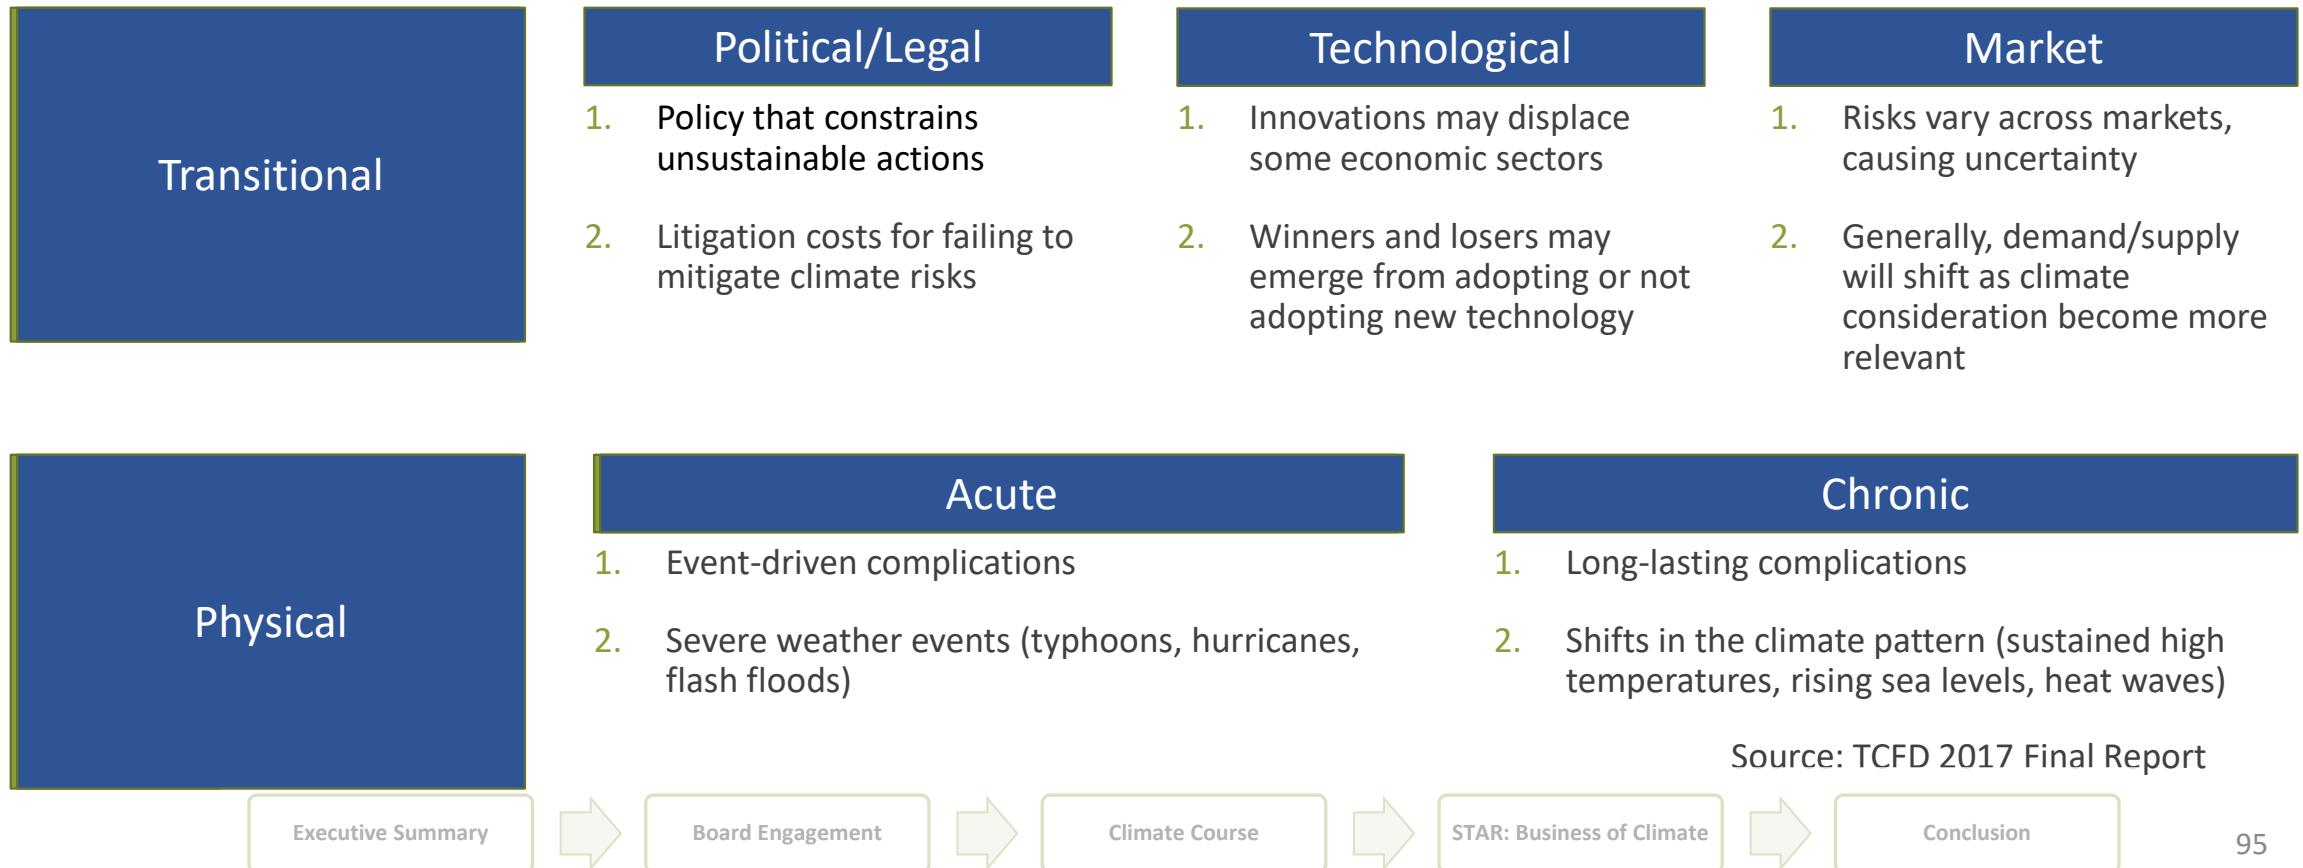 Transitional
Political/Legal
1. Policy that constrains
unsustainable actions
2. Litigation costs for failing to
mitigate climate risks
Technological
1. Innovations may displace
some economic sectors
2. Winners and losers may
emerge from adopting or not
adopting new technology
Market
1. Risks vary across markets,
causing uncertainty
2. Generally, demand/supply
will shift as climate
consideration become more
relevant
Physical
Acute
1. Event-driven complications
2. Severe weather events (typhoons, hurricanes,
flash floods)
Chronic
1. Long-lasting complications
2. Shifts in the climate pattern (sustained high
temperatures, rising sea levels, heat waves)
Source: TCFD 2017 Final Report
Executive Summary
Board Engagement
Climate Course
STAR: Business of Climate
Conclusion
95